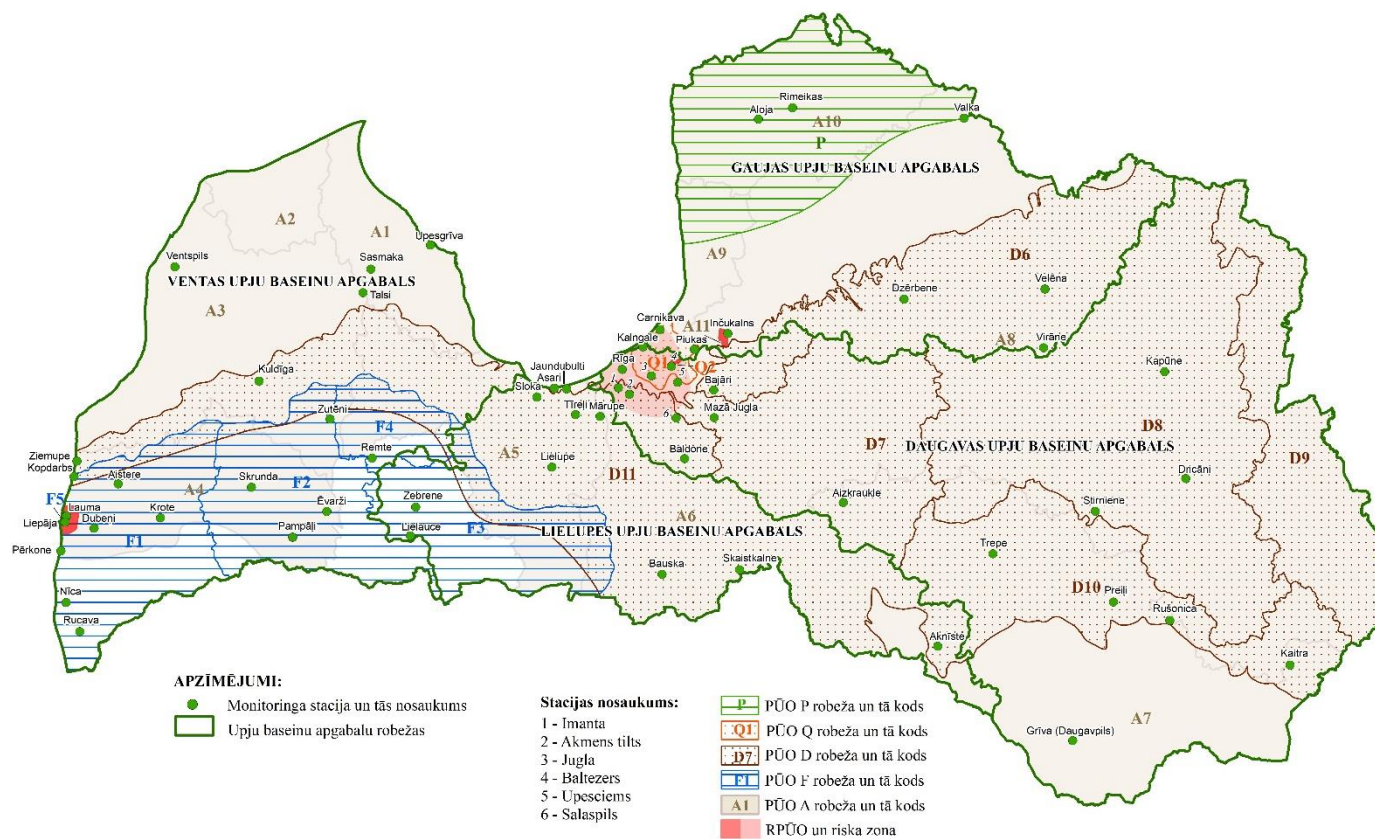 Rimeikas
Aloja
A10
Valka
P
GAUJAS UPJU BASEINU APGABALS
A2
A1
Upesgrīva
Ventspils
Sasmaka
VENTAS UPJU BASEINU APGABALS
Talsi
A3
A9
D6
Velēna
Dzērbene
Carnikava
A11
Inčukalns
Kalngale
Piukas
A8
Virāne
Rīga
Q1
4
3
5
Q2
Kapūne
Kuldīga
Jaundubulti
Asari
Sloka
1
2
Bajāri
Tīreļi
Mārupe
6
Mazā Jugla
Zutēni
F4
D7
D8
DAUGAVAS UPJU BASEINU APGABALS
Ziemupe
Kopdarbs
Remte
A5
Lielupe
Baldone
D9
Aistere
A4
Skrunda
F2
D11
Dricāni
F5
Lauma
Liepāja
Dubeņi
Krote
Ēvarži
Zebrene
Aizkraukle
Stirniene
A6
F1
Pampāļi
Lielauce
F3
LIELUPES UPJU BASEINU APGABALS
Pērkone
Trepe
Bauska
Skaistkalne
Nīca
D10
Preiļi
Rucava
Rušonica
Aknīste
Kaitra
A7
Grīva (Daugavpils)
APZĪMĒJUMI:
Monitoringa stacija un tās nosaukums
Upju baseinu apgabalu robežas
Stacijas nosaukums:
1 - Imanta
2 - Akmens tilts
3 - Jugla
4 - Baltezers
5 - Upesciems
6 - Salaspils
P PŪO P robeža un tā kods
Q1 PŪO Q robeža un tā kods
D7 PŪO D robeža un tā kods
F1 PŪO F robeža un tā kods
A1 PŪO A robeža un tā kods
RPŪO un riska zona